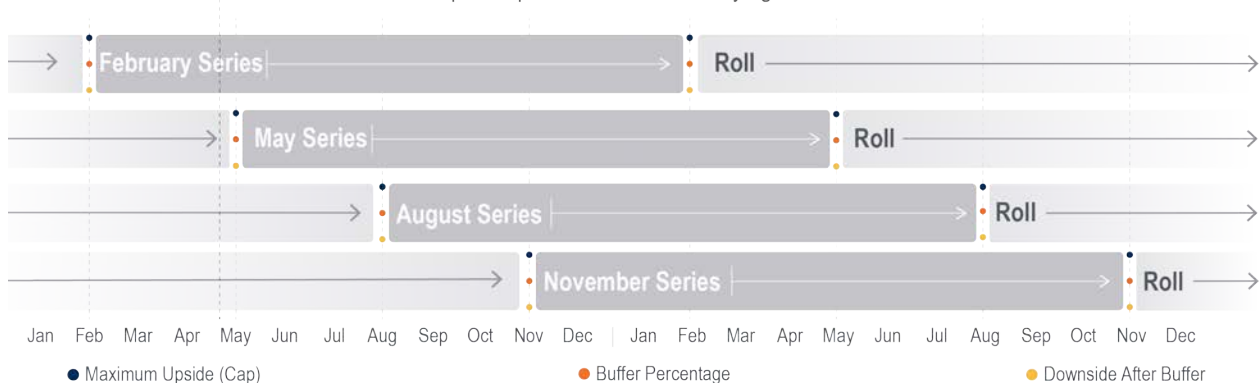 February Series
Roll
May Series
Roll
August Series
Roll
November Series
Roll
Jan Feb Mar Apr May Jun Jul Aug Sep Oct Nov Dec Jan Feb Mar Apr May Jun Jul Aug Sep Oct Nov Dec
Maximum Upside (Cap) Buffer Percentage Downside After Buffer